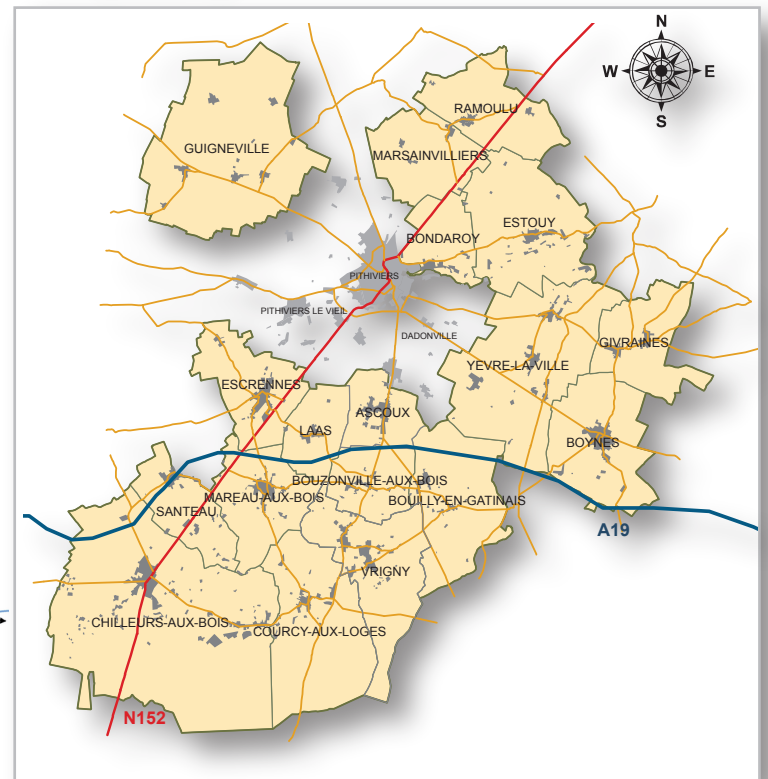 N
W E
S
RAMOULU
GUIGNEVILLE
MARSAINVILLIERS
ESTOUY
BONDAROY
PITHIVIERS
PITHIVIERS LE VIEIL
DADONVILLE
GIVRAINES
YEVRE-LA-VILLE
ESCRENNES
ASCOUX
LAAS
BOYNES
BOUZONVILLE-AUX-BOIS
MAREAU-AUX-BOIS
BOUILLY-EN-GATINAIS
SANTEAU
A19
VRIGNY
CHILLEURS-AUX-BOIS
COURCY-AUX-LOGES
N152